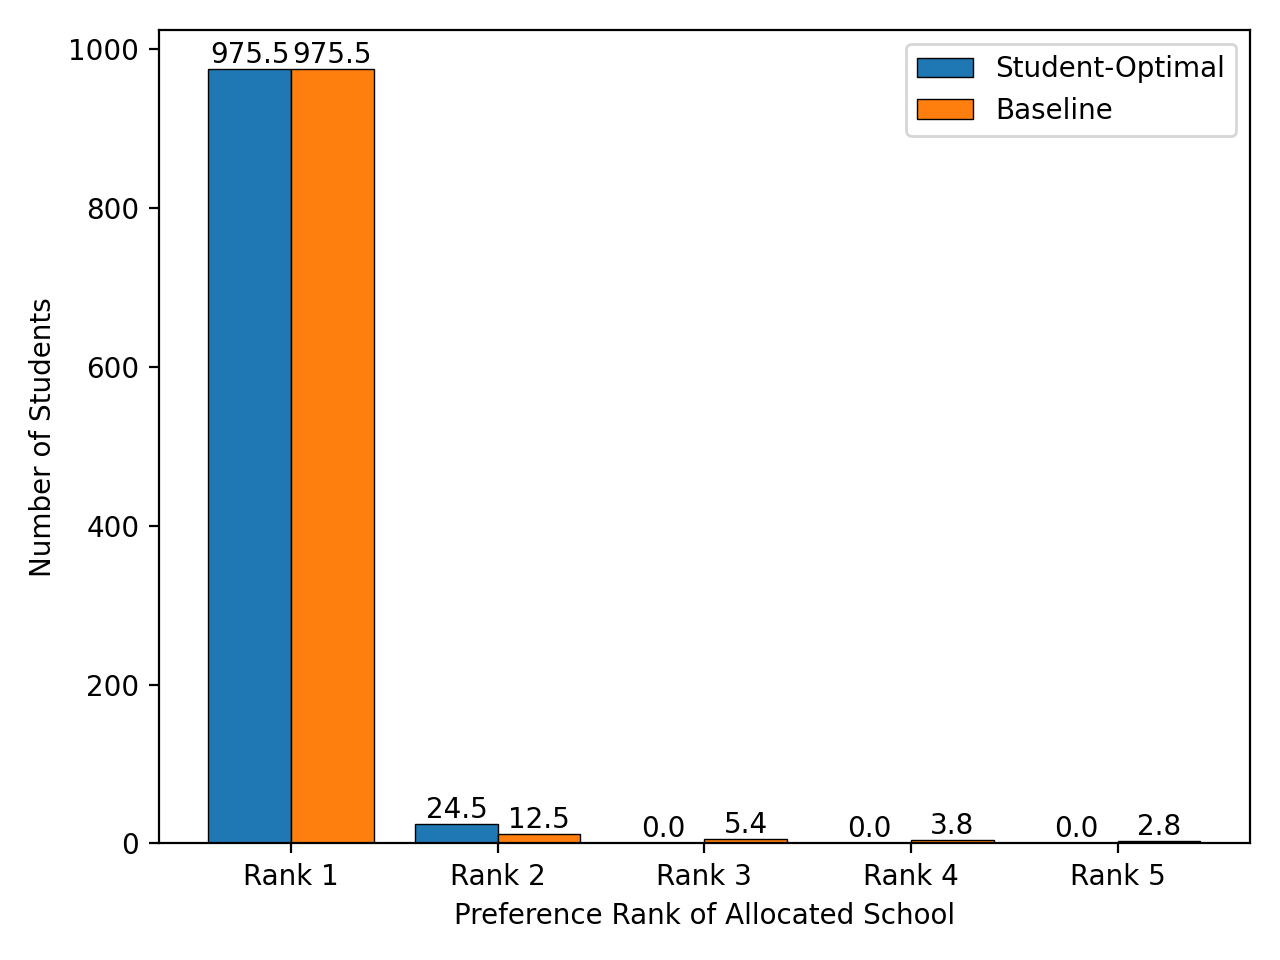 1000
800
600
400
200
0
Number of Students
975.5 975.5
24.5 12.5
0.0 5.4
0.0 3.8
0.0 2.8
Student-Optimal
Baseline
Rank 1 Rank 2 Rank 3 Rank 4 Rank 5
Preference Rank of Allocated School